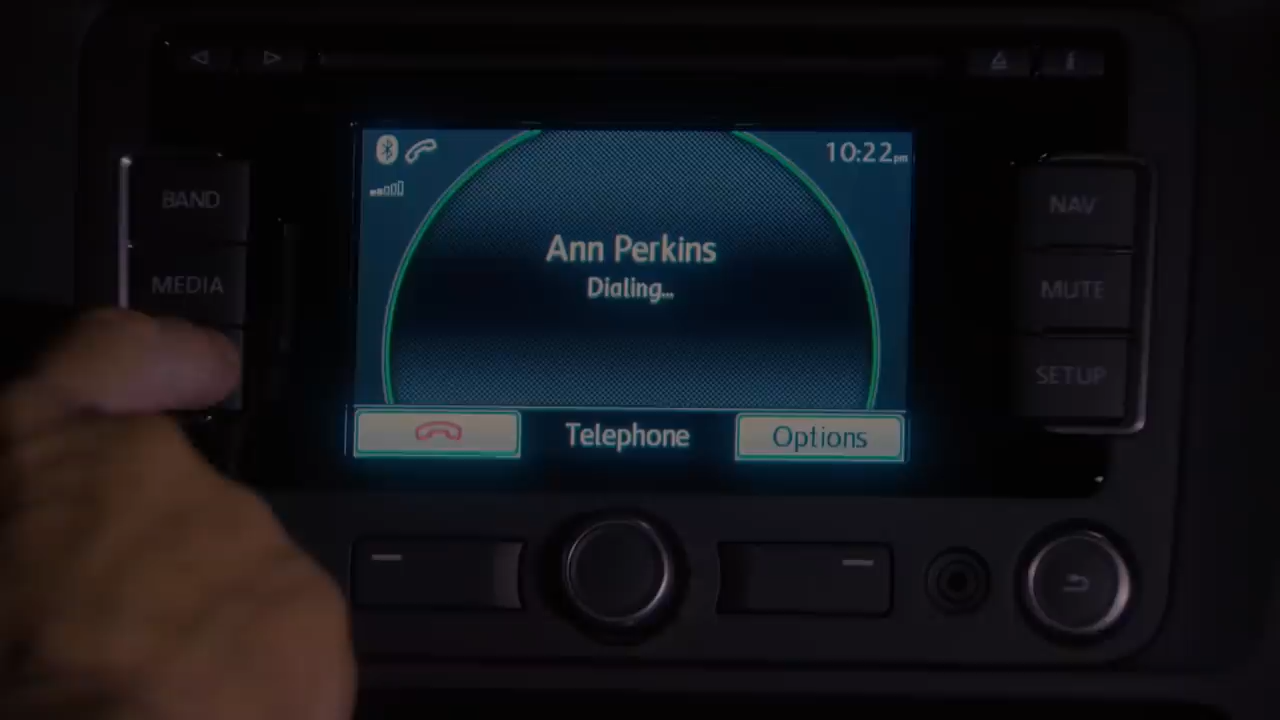 10:22pm
BAND
NAV
Ann Perkins
MEDIA
Dialing...
MUTE
SETUP
Telephone
Options